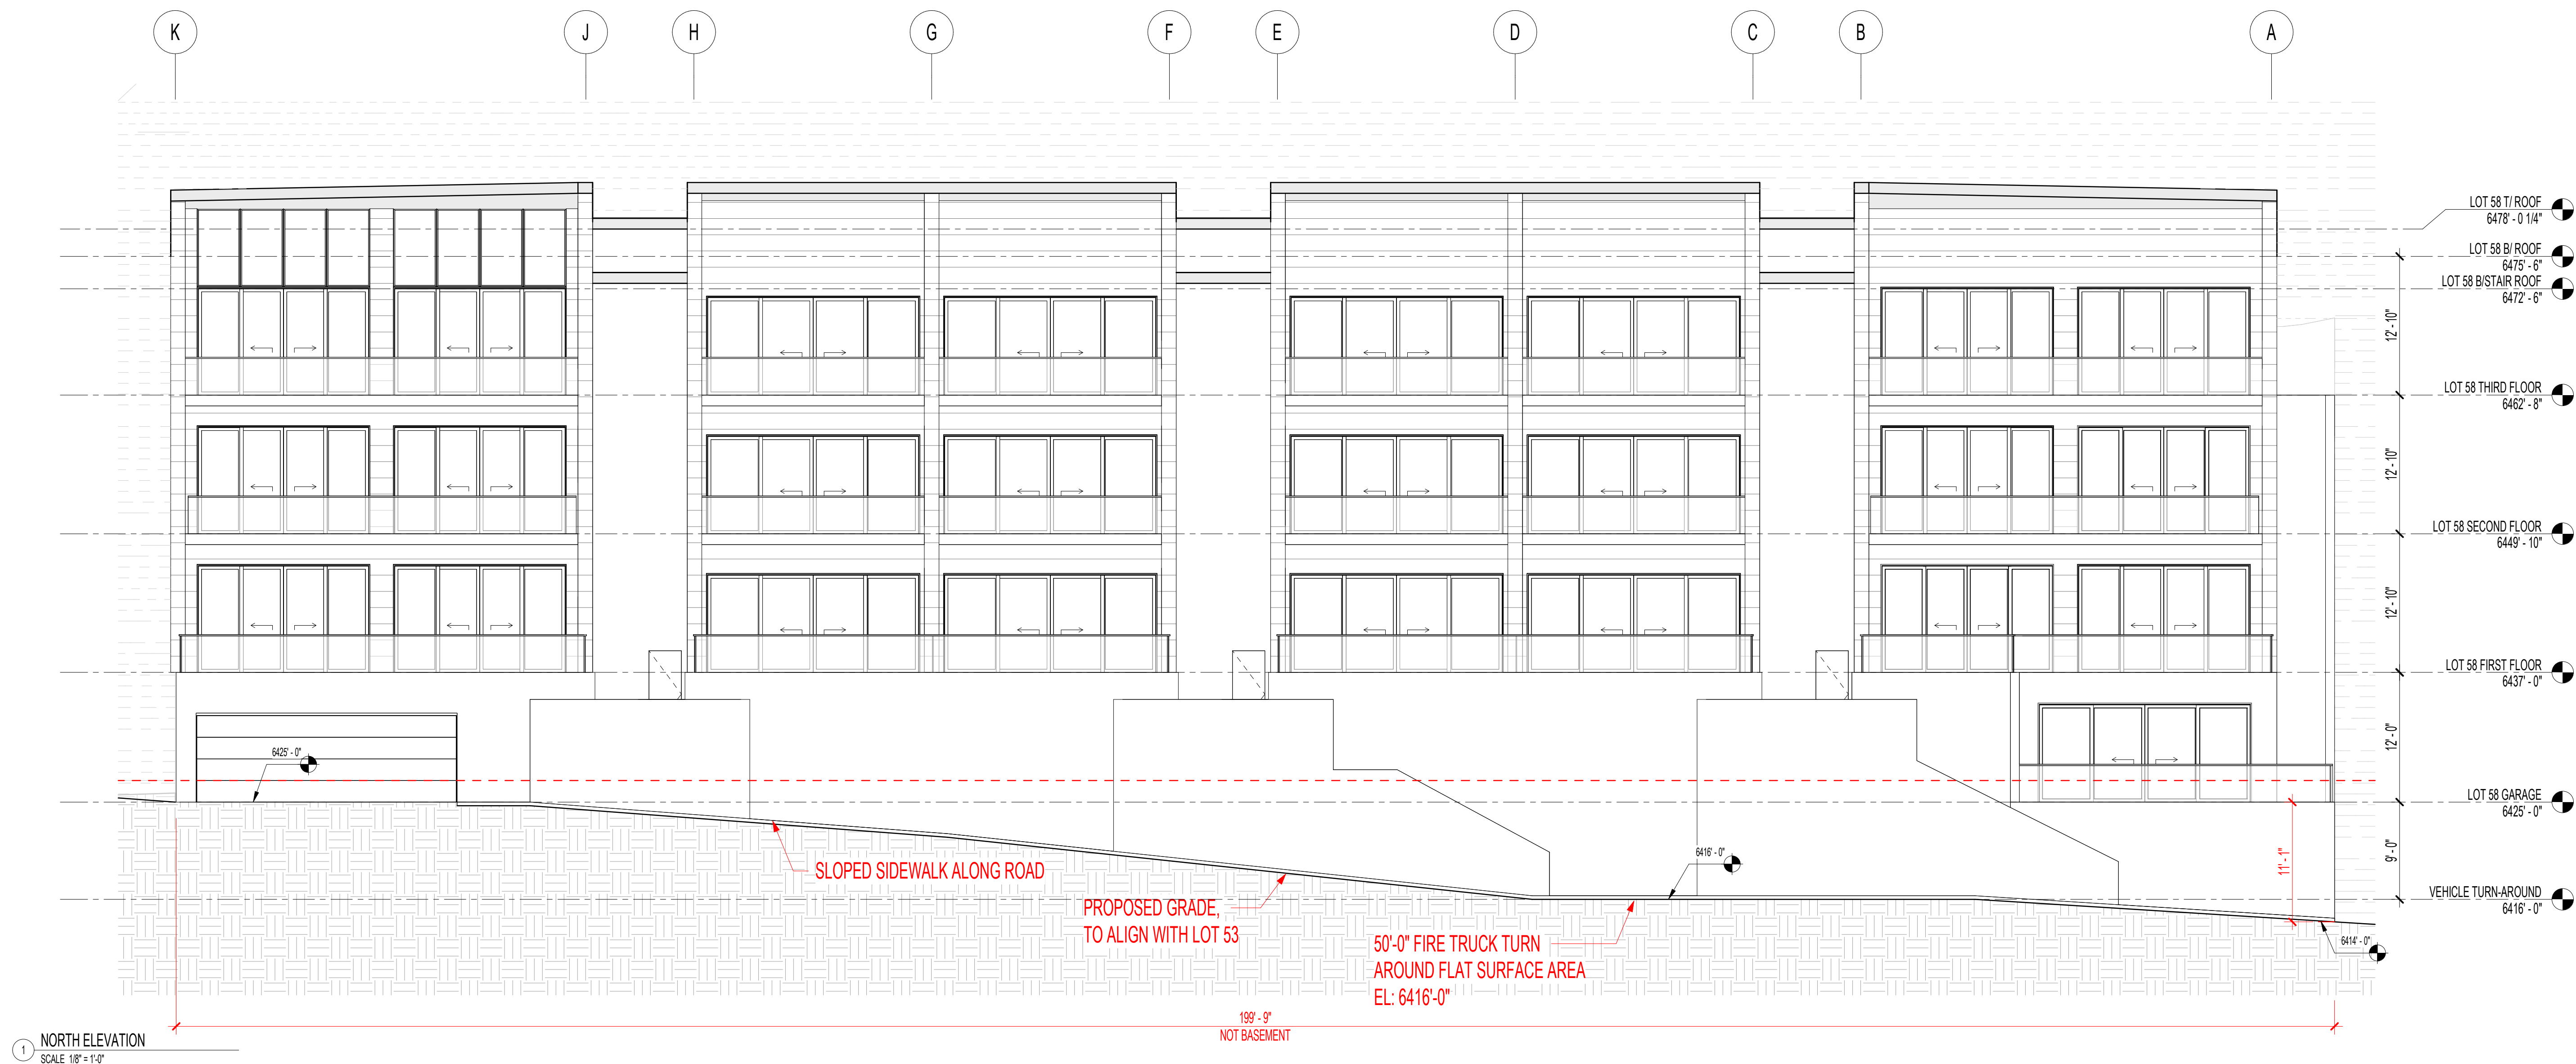 K
J
H
G
F
E
D
C
B
A
LOT 58 T/ ROOF
6478' - 0 1/4"
LOT 58 B/ ROOF
6475' - 6"
LOT 58 B/STAIR ROOF
6472' - 6"
12' - 10"
LOT 58 THIRD FLOOR
6462' - 8"
12' - 10"
LOT 58 SECOND FLOOR
6449' - 10"
12' - 10"
LOT 58 FIRST FLOOR
6437' - 0"
12' - 0"
6425' - 0"
LOT 58 GARAGE
6425' - 0"
11' - 1"
9' - 0"
6416' - 0"
SLOPED SIDEWALK ALONG ROAD
VEHICLE TURN-AROUND
6416' - 0"
PROPOSED GRADE,
TO ALIGN WITH LOT 53
50'-0" FIRE TRUCK TURN
AROUND FLAT SURFACE AREA
EL: 6416'-0"
6414' - 0"
199' - 9"
NOT BASEMENT
1
NORTH ELEVATION
SCALE 1/8" = 1'-0"